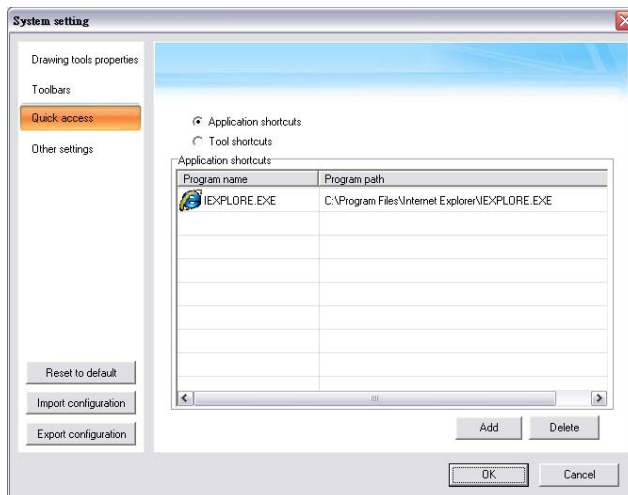 System setting
Drawing tools properties
Toolbars
Quick access
Other settings
Application shortcuts
Tool shortcuts
Application shortcuts
Program name Program path
IEXPLORE.EXE C:\Program Files\Internet Explorer\IEXPLORE.EXE
Reset to default
Import configuration
Export configuration
Add Delete
OK Cancel